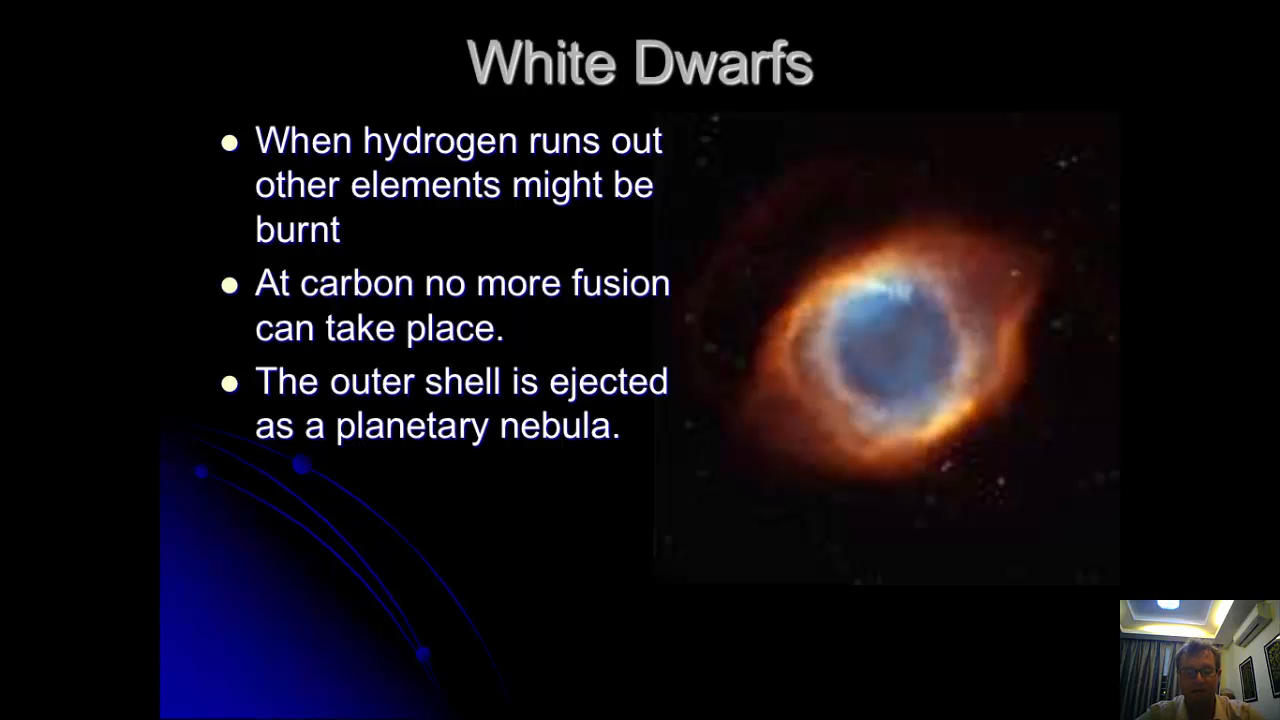 White Dwarfs
When hydrogen runs out
other elements might be
burnt
At carbon no more fusion
can take place.
The outer shell is ejected
as a planetary nebula.